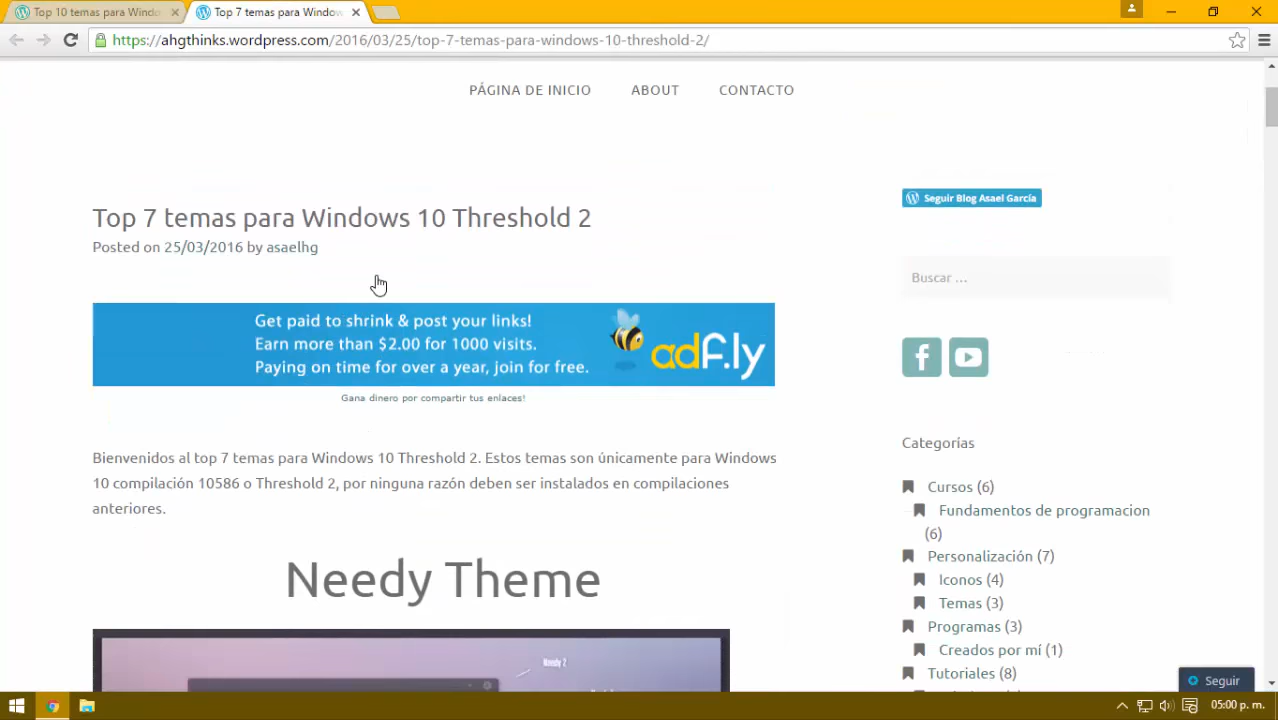 Top 10 temas para Windo
Top 7 temas para Window
https://ahgthinks.wordpress.com/2016/03/25/top-7-temas-para-windows-10-threshold-2/
PÁGINA DE INICIO ABOUT CONTACTO
Top 7 temas para Windows 10 Threshold 2
Posted on 25/03/2016 by asaelhg
Get paid to shrink & post your links!
Earn more than $2.00 for 1000 visits.
Paying on time for over a year, join for free.
adf.ly
Gana dinero por compartir tus enlaces!
Bienvenidos al top 7 temas para Windows 10 Threshold 2. Estos temas son únicamente para Windows
10 compilación 10586 o Threshold 2, por ninguna razón deben ser instalados en compilaciones
anteriores.
Needy Theme
Needy 2
Seguir Blog Asael García
Buscar …
Categorías
Cursos (6)
Fundamentos de programacion
(6)
Personalización (7)
Iconos (4)
Temas (3)
Programas (3)
Creados por mí (1)
Tutoriales (8)
Seguir
05:00 p. m.